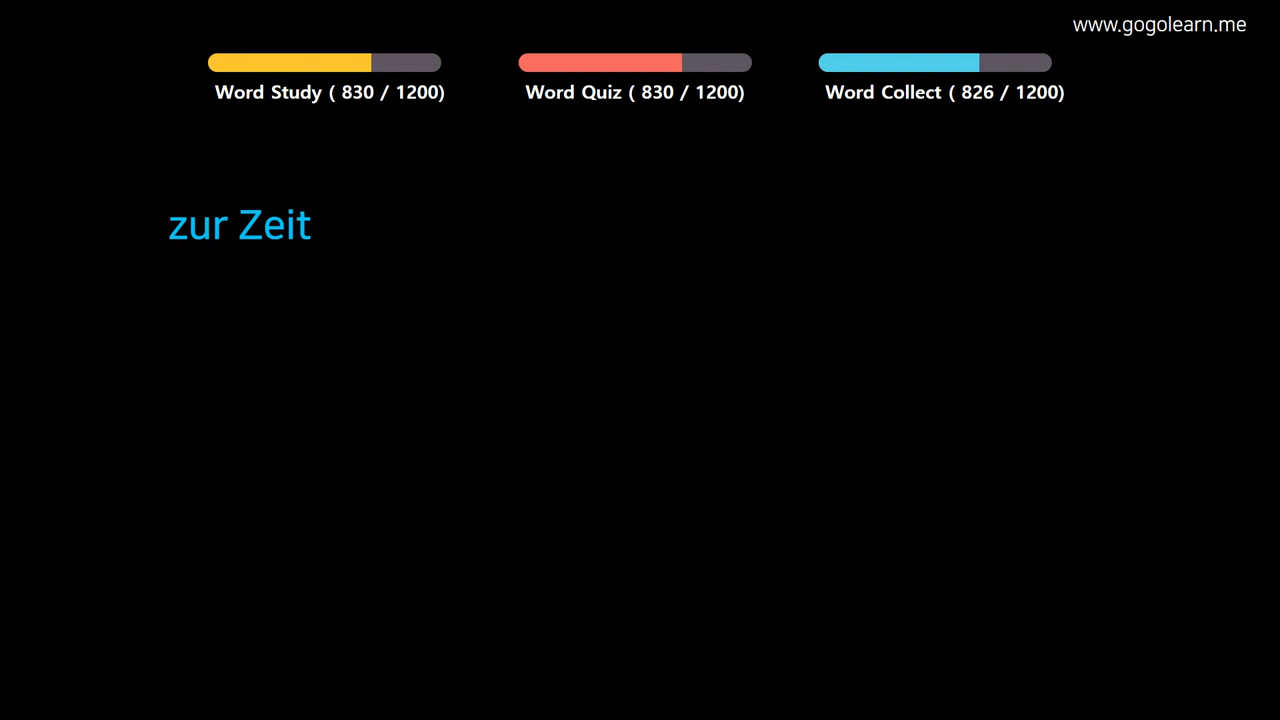 www.gogolearn.me
Word Study ( 830 / 1200)
Word Quiz ( 830 / 1200)
Word Collect ( 826 / 1200)
zur Zeit